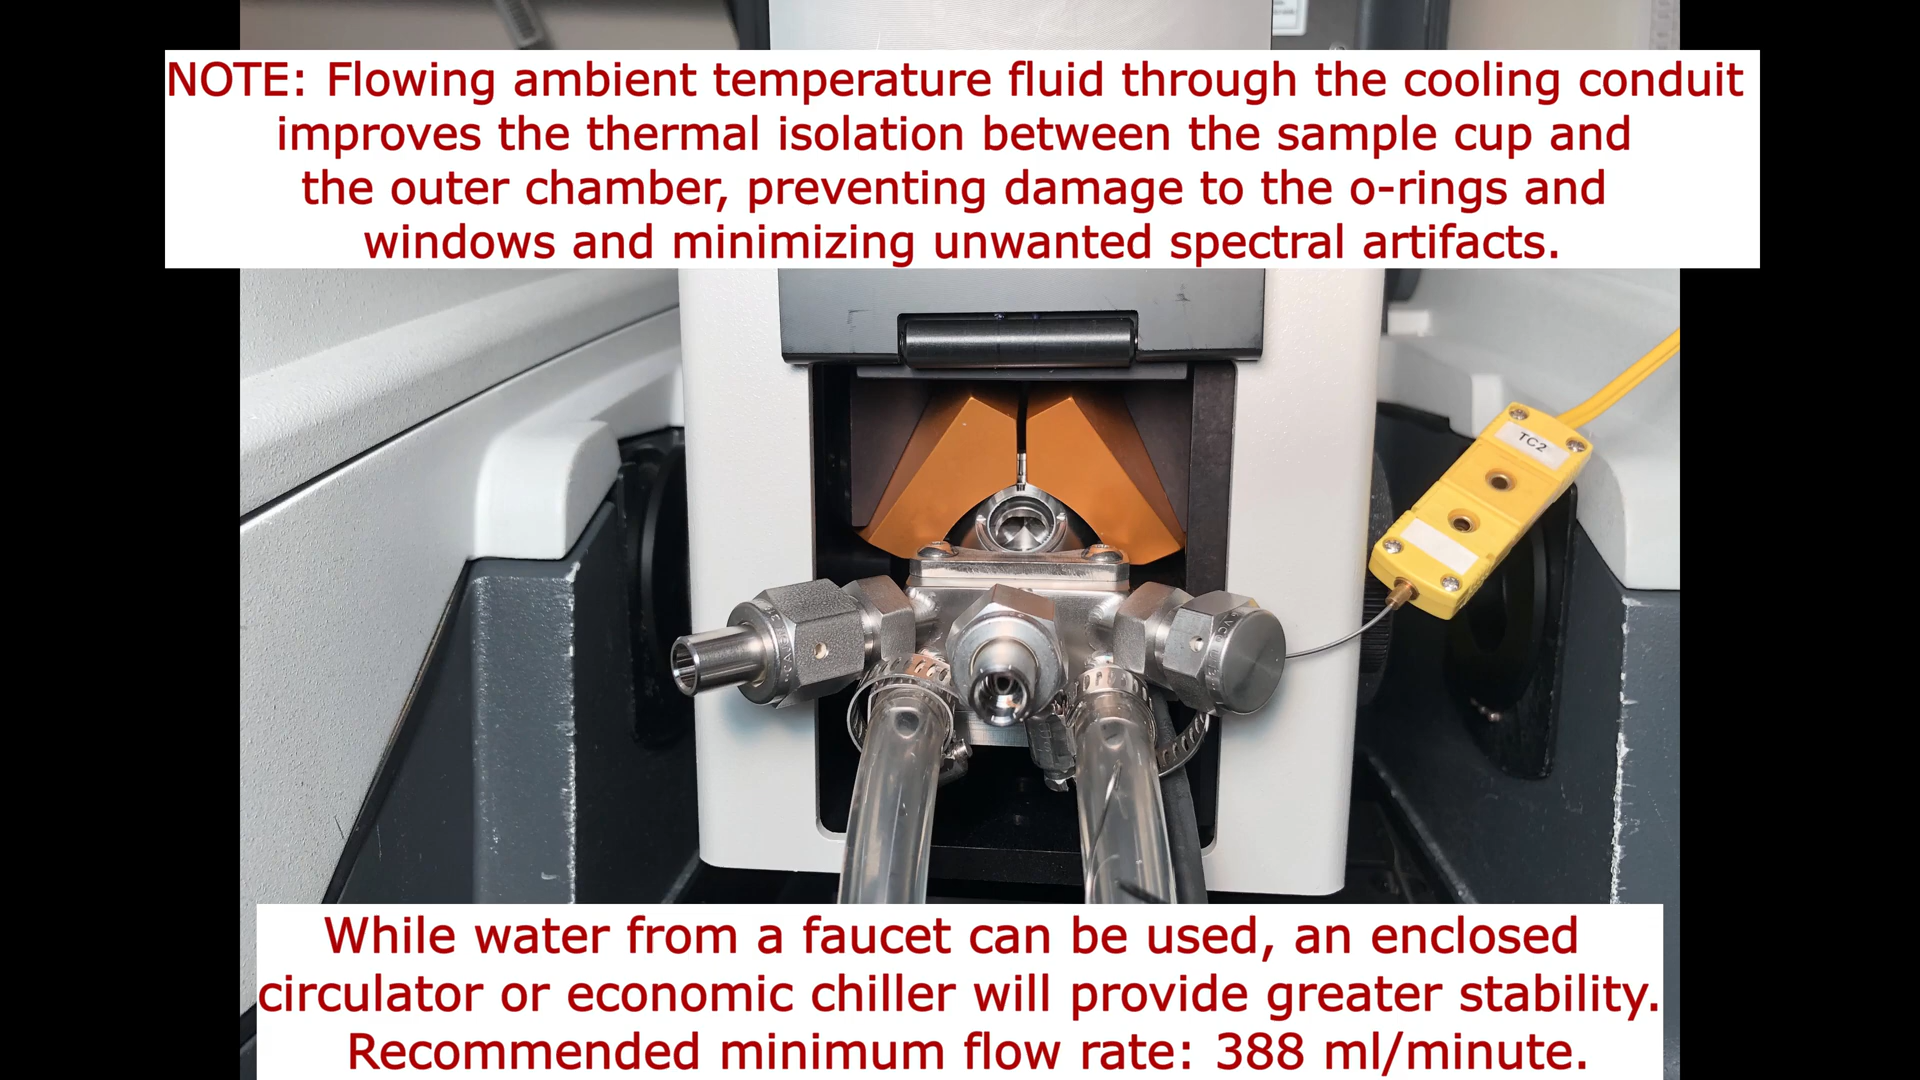 NOTE: Flowing ambient temperature fluid through the cooling conduit
improves the thermal isolation between the sample cup and
the outer chamber, preventing damage to the o-rings and
windows and minimizing unwanted spectral artifacts.
TC2
While water from a faucet can be used, an enclosed
circulator or economic chiller will provide greater stability.
Recommended minimum flow rate: 388 ml/minute.